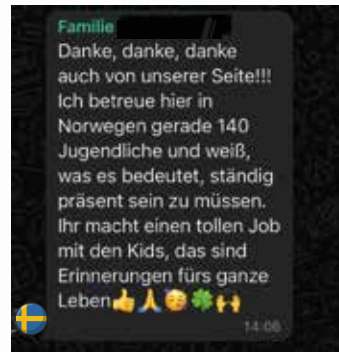 Familie
Danke, danke, danke
auch von unserer Seite!!!
Ich betreue hier in
Norwegen gerade 140
Jugendliche und weiß,
was es bedeutet, ständig
präsent sein zu müssen.
Ihr macht einen tollen Job
mit den Kids, das sind
Erinnerungen fürs ganze
Leben👍🙏🥳🍀🙌
14:06